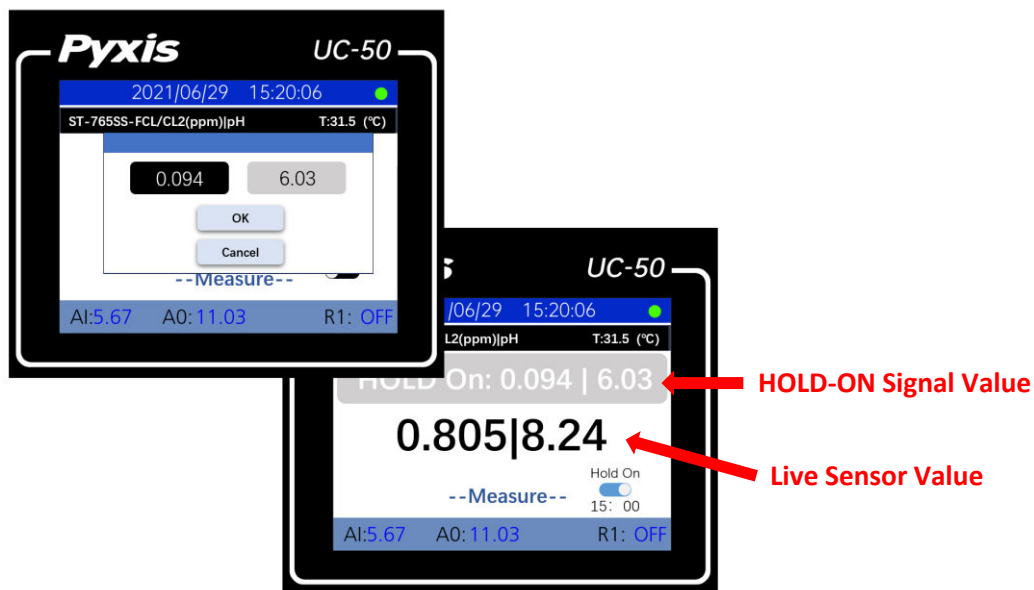 Pyxis UC-50
2021/06/29 15:20:06
ST-765SS-FCL/CL2(ppm)|pH T:31.5 (ºC)
0.094 6.03
OK
Cancel
--Measure--
AI:5.67 A0:11.03 R1: OFF
UC-50
/06/29 15:20:06
L2(ppm)|pH T:31.5 (ºC)
HOLD On: 0.094 | 6.03
HOLD-ON Signal Value
0.805|8.24
Live Sensor Value
Hold On
--Measure--
15: 00
AI:5.67 A0:11.03 R1: OFF